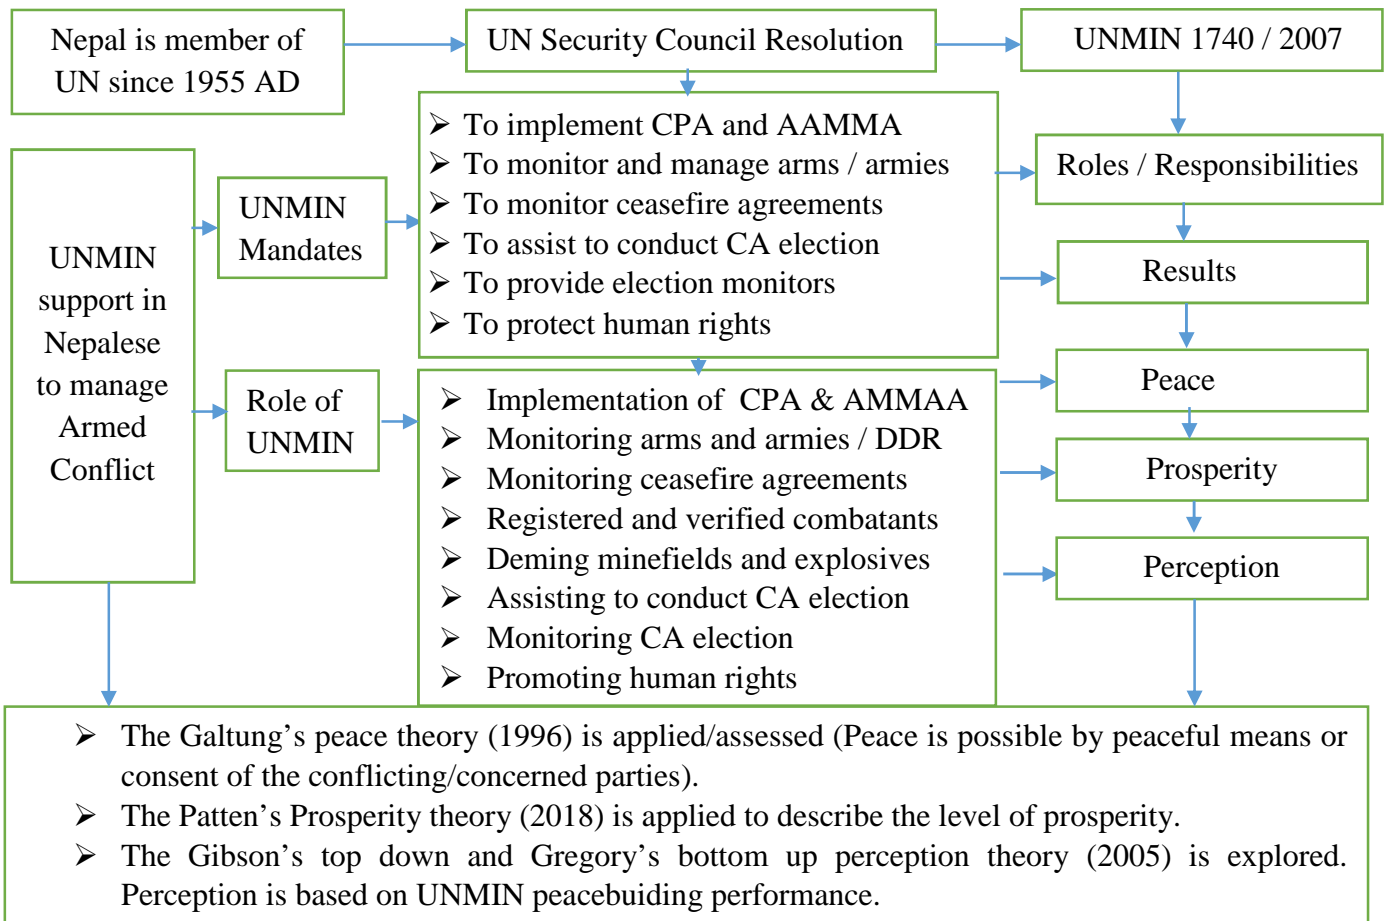 Nepal is member of
UN since 1955 AD
UN Security Council Resolution
UNMIN 1740 / 2007
➢ To implement CPA and AAMMA
➢ To monitor and manage arms / armies
➢ To monitor ceasefire agreements
➢ To assist to conduct CA election
➢ To provide election monitors
➢ To protect human rights
Roles / Responsibilities
UNMIN
Mandates
UNMIN
support in
Nepalese
to manage
Armed
Conflict
Results
Role of
UNMIN
➢ Implementation of CPA & AMMAA
➢ Monitoring arms and armies / DDR
➢ Monitoring ceasefire agreements
➢ Registered and verified combatants
➢ Deming minefields and explosives
➢ Assisting to conduct CA election
➢ Monitoring CA election
➢ Promoting human rights
Peace
Prosperity
Perception
➢ The Galtung's peace theory (1996) is applied/assessed (Peace is possible by peaceful means or
consent of the conflicting/concerned parties).
➢ The Patten's Prosperity theory (2018) is applied to describe the level of prosperity.
➢ The Gibson's top down and Gregory's bottom up perception theory (2005) is explored.
Perception is based on UNMIN peacebuiding performance.